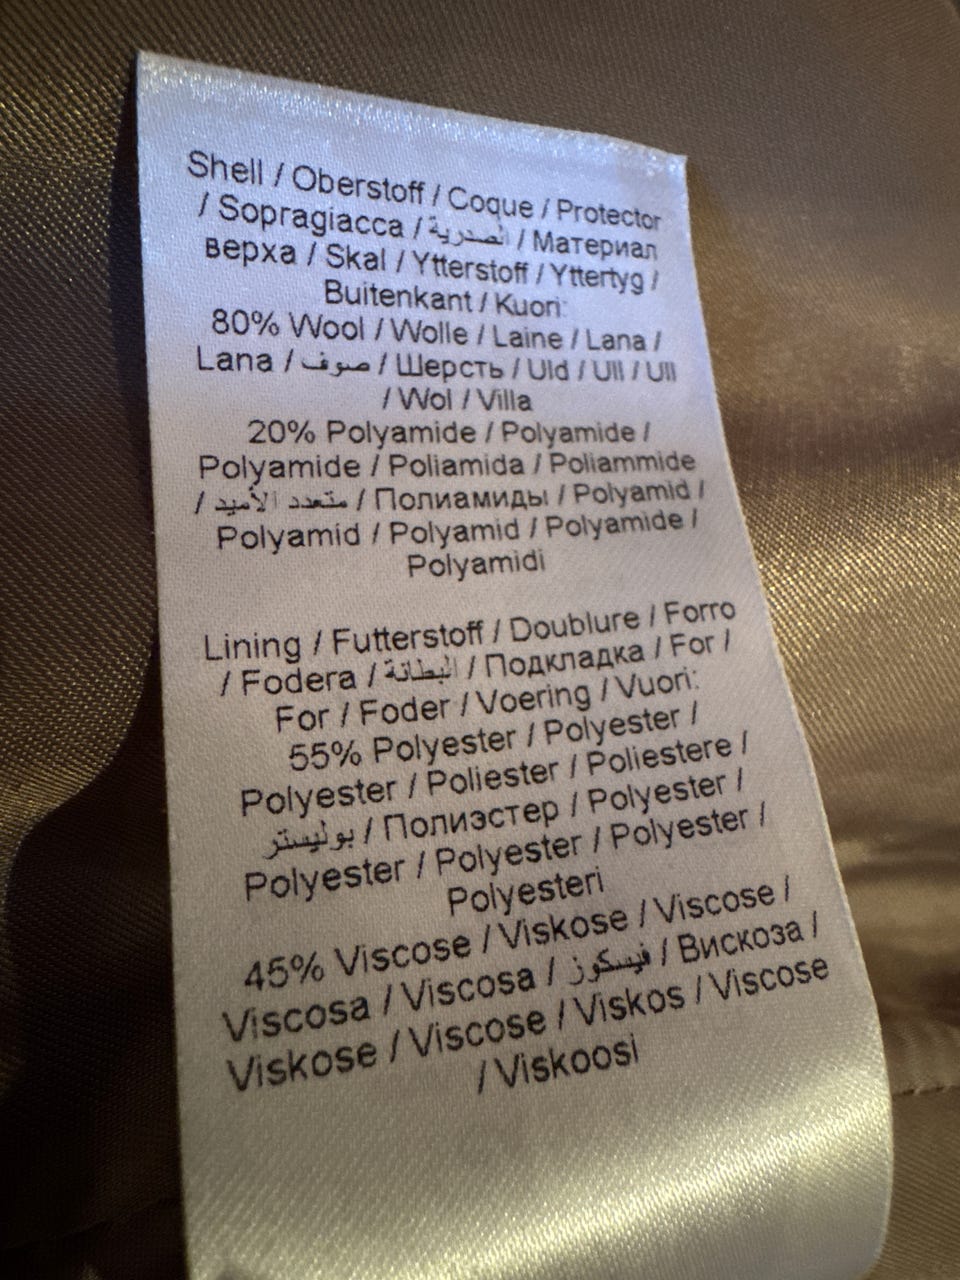 Shell / Oberstoff / Coque / Protector
/ Sopragiacca / الصدرية / Материал
верха / Skal / Ytterstoff / Yttertyg /
Buitenkant / Kuori:
80% Wool / Wolle / Laine / Lana /
Lana / صوف / Шерсть / Uld / Ull / Ull
/ Wol / Villa
20% Polyamide / Polyamide /
Polyamide / Poliamida / Poliammide
/ متعدد الأميد / Полиамиды / Polyamid /
Polyamid / Polyamid / Polyamide /
Polyamidi
Lining / Futterstoff / Doublure / Forro
/ Fodera / البطانة / Подкладка / For /
For / Foder / Voering / Vuori:
55% Polyester / Polyester /
Polyester / Poliester / Poliestere /
بوليستر / Полиэстер / Polyester /
Polyester / Polyester / Polyester /
Polyesteri
45% Viscose / Viskose / Viscose /
Viscosa / Viscosa / فيسكوز / Вискоза /
Viskose / Viscose / Viskos / Viscose
/ Viskoosi